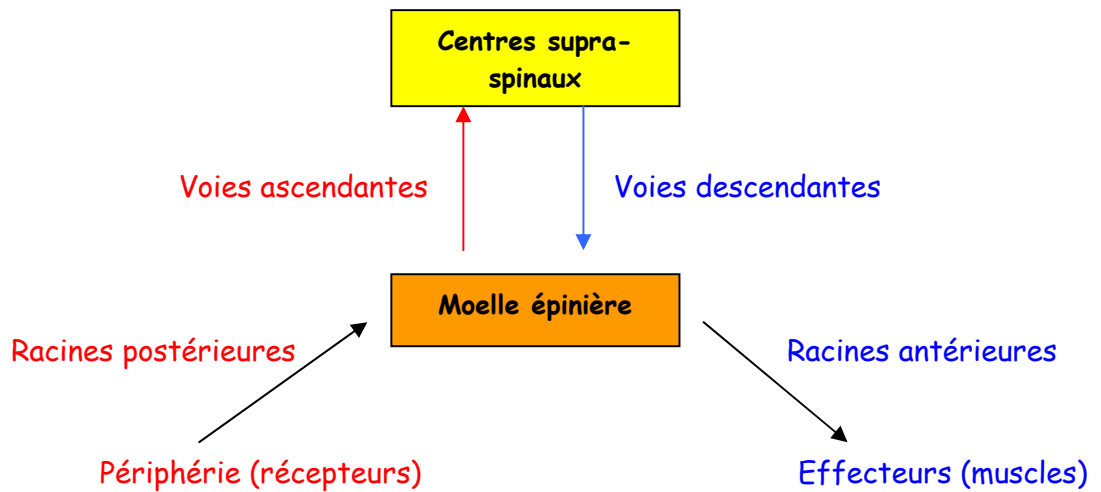 Centres supra-
spinaux
Voies ascendantes
Voies descendantes
Moelle épinière
Racines postérieures
Racines antérieures
Périphérie (récepteurs)
Effecteurs (muscles)